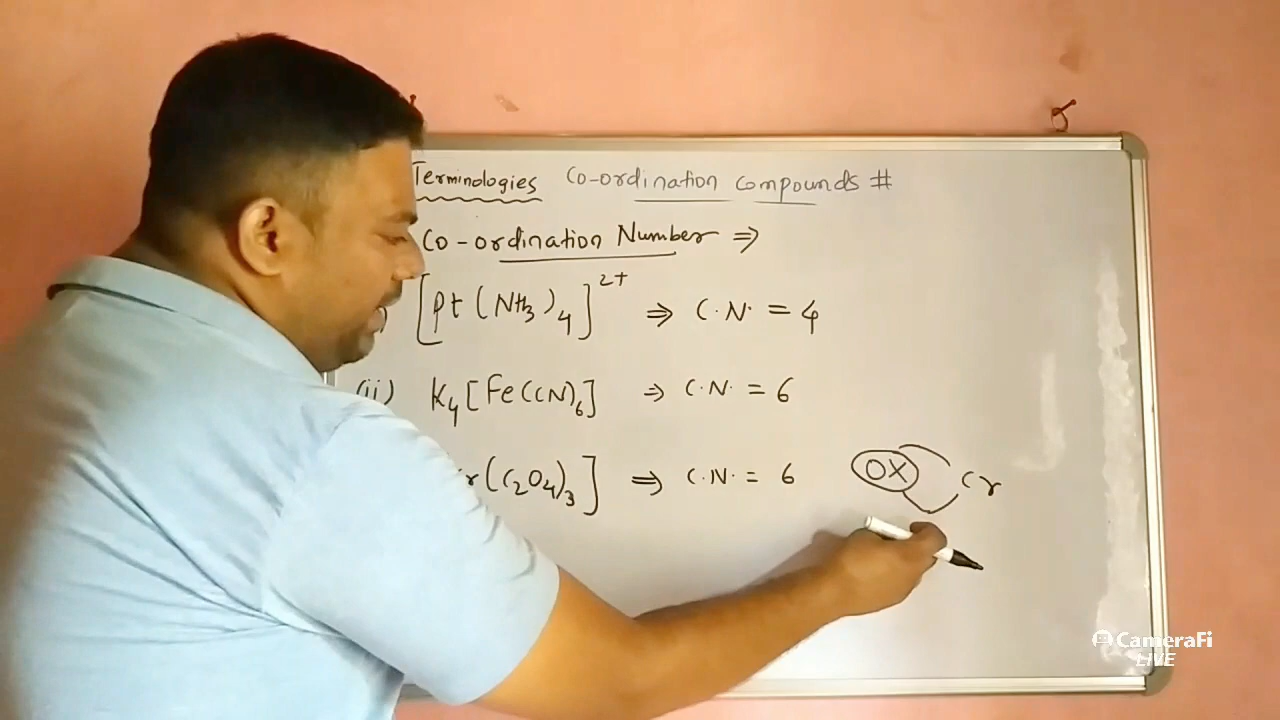 Terminologies Co-ordination compounds #
Co-ordination Number ⇒
) [Pt(NH3)4]2+ ⇒ C.N. = 4
(ii) K4[Fe(CN)6] ⇒ C.N. = 6
r(C2O4)3] ⇒ C.N. = 6
OX Cr
CameraFi
LIVE